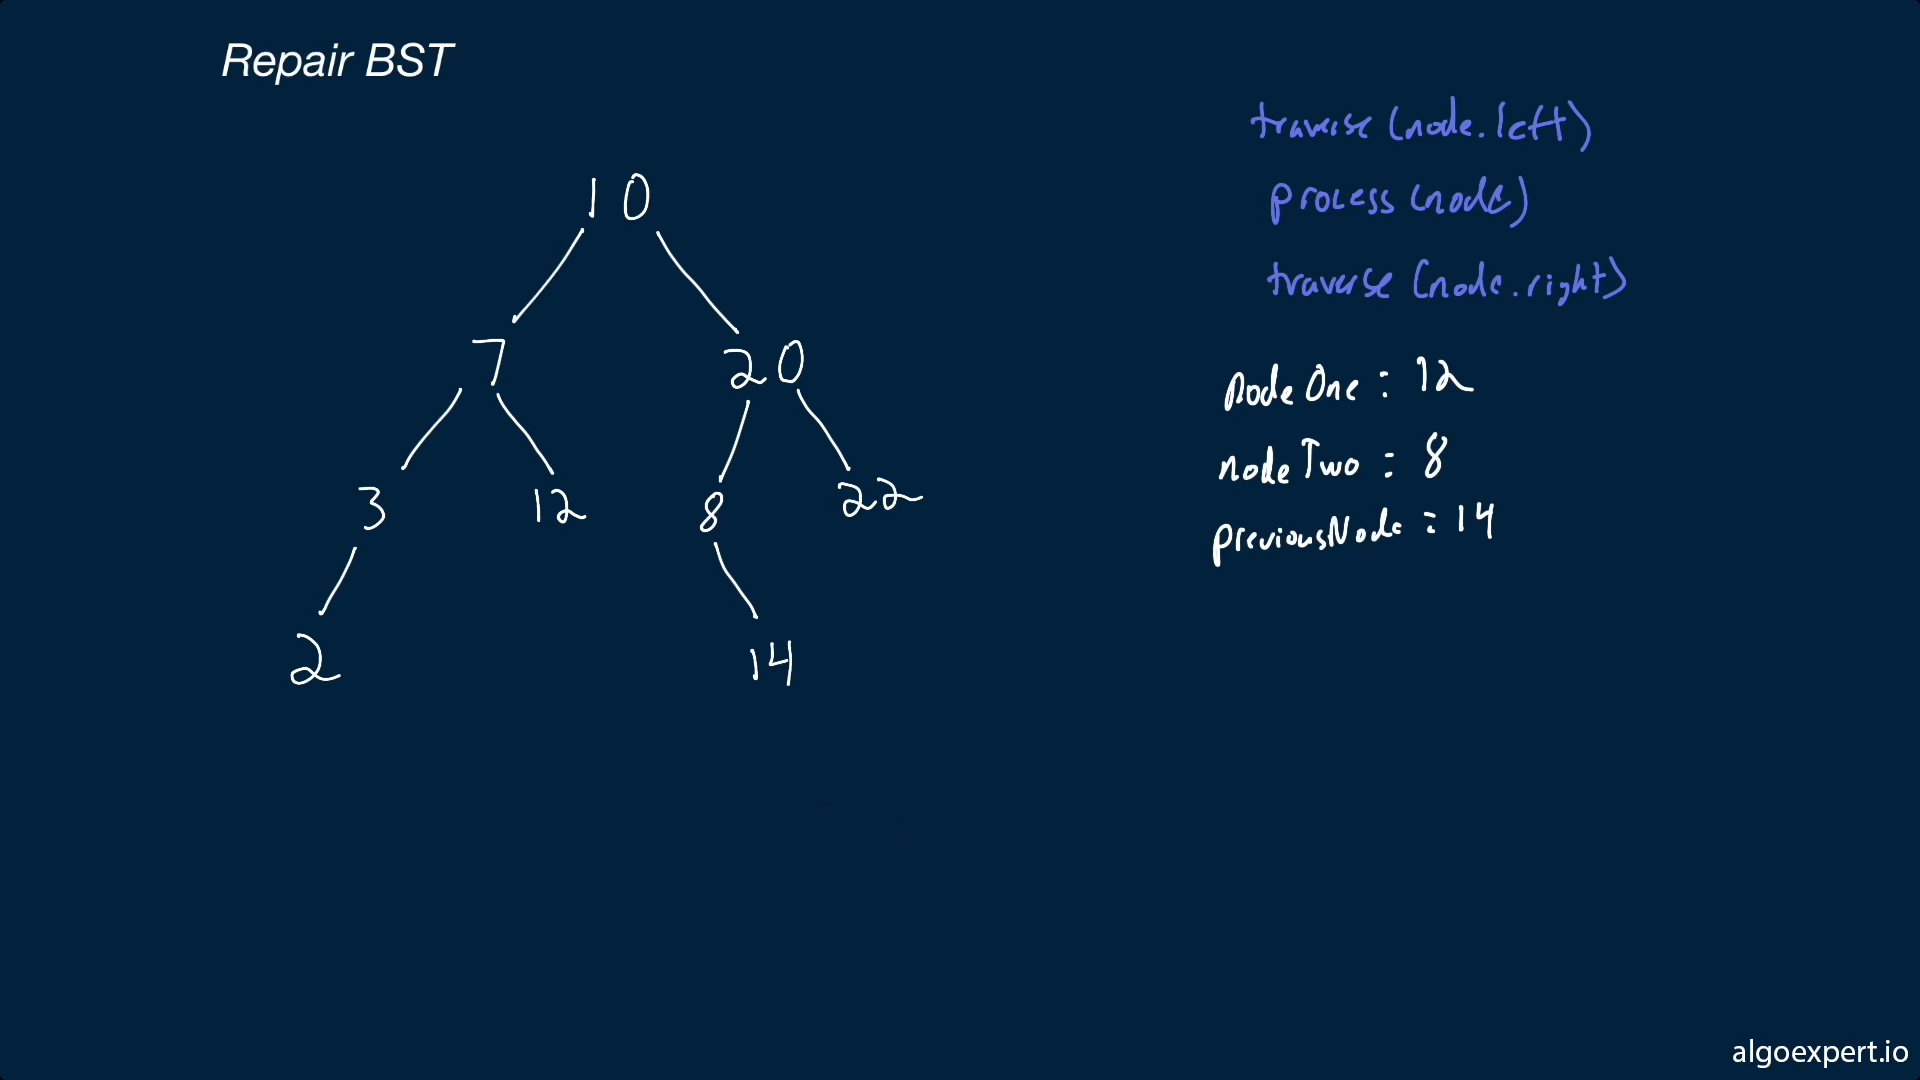 Repair BST
traverse (node.left)
process (node)
traverse (node.right)
10
7 20
3 12 8 22
2 14
nodeOne : 12
nodeTwo : 8
previousNode : 14
algoexpert.io